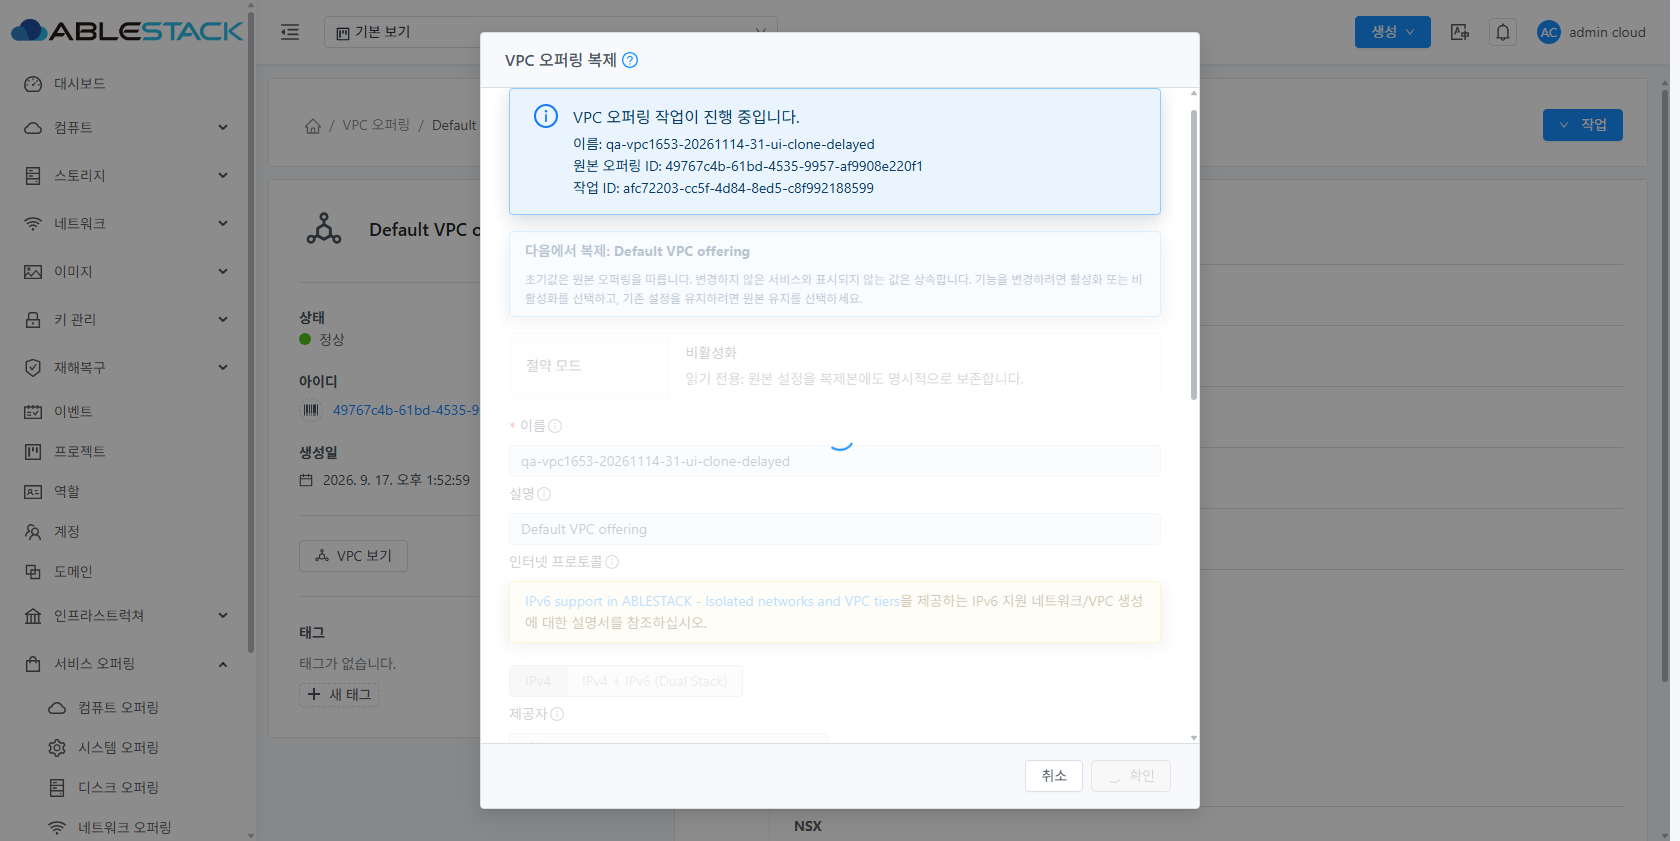 ABLESTACK
기본 보기
생성
AC
admin cloud
대시보드
컴퓨트
스토리지
네트워크
이미지
키 관리
재해복구
이벤트
프로젝트
역할
계정
도메인
인프라스트럭쳐
서비스 오퍼링
컴퓨트 오퍼링
시스템 오퍼링
디스크 오퍼링
네트워크 오퍼링
/ VPC 오퍼링 / Default
작업
Default VPC o
상태
정상
아이디
49767c4b-61bd-4535-9
생성일
2026. 9. 17. 오후 1:52:59
VPC 보기
태그
태그가 없습니다.
+ 새 태그
NSX
VPC 오퍼링 복제
VPC 오퍼링 작업이 진행 중입니다.
이름: qa-vpc1653-20261114-31-ui-clone-delayed
원본 오퍼링 ID: 49767c4b-61bd-4535-9957-af9908e220f1
작업 ID: afc72203-cc5f-4d84-8ed5-c8f992188599
다음에서 복제: Default VPC offering
초기값은 원본 오퍼링을 따릅니다. 변경하지 않은 서비스와 표시되지 않는 값은 상속합니다. 기능을 변경하려면 활성화 또는 비
활성화를 선택하고, 기존 설정을 유지하려면 원본 유지를 선택하세요.
절약 모드
비활성화
읽기 전용: 원본 설정을 복제본에도 명시적으로 보존합니다.
* 이름
qa-vpc1653-20261114-31-ui-clone-delayed
설명
Default VPC offering
인터넷 프로토콜
IPv6 support in ABLESTACK - Isolated networks and VPC tiers을 제공하는 IPv6 지원 네트워크/VPC 생성
에 대한 설명서를 참조하십시오.
IPv4
IPv4 + IPv6 (Dual Stack)
제공자
취소
확인